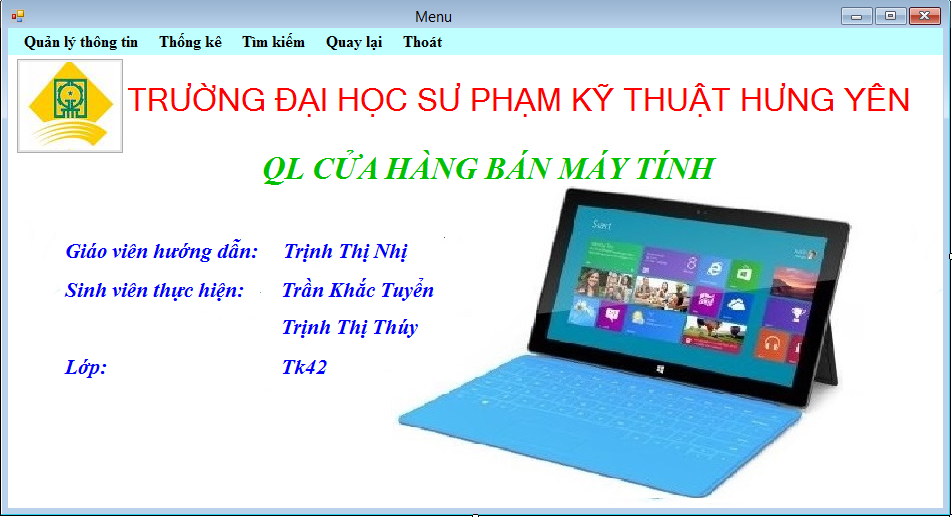 Menu
Quản lý thông tin Thống kê Tìm kiếm Quay lại Thoát
TRƯỜNG ĐẠI HỌC SƯ PHẠM KỸ THUẬT HƯNG YÊN
QL CỬA HÀNG BÁN MÁY TÍNH
Start
Giáo viên hướng dẫn: Trịnh Thị Nhị
Sinh viên thực hiện: Trần Khắc Tuyển
Trịnh Thị Thúy
Lớp: Tk42